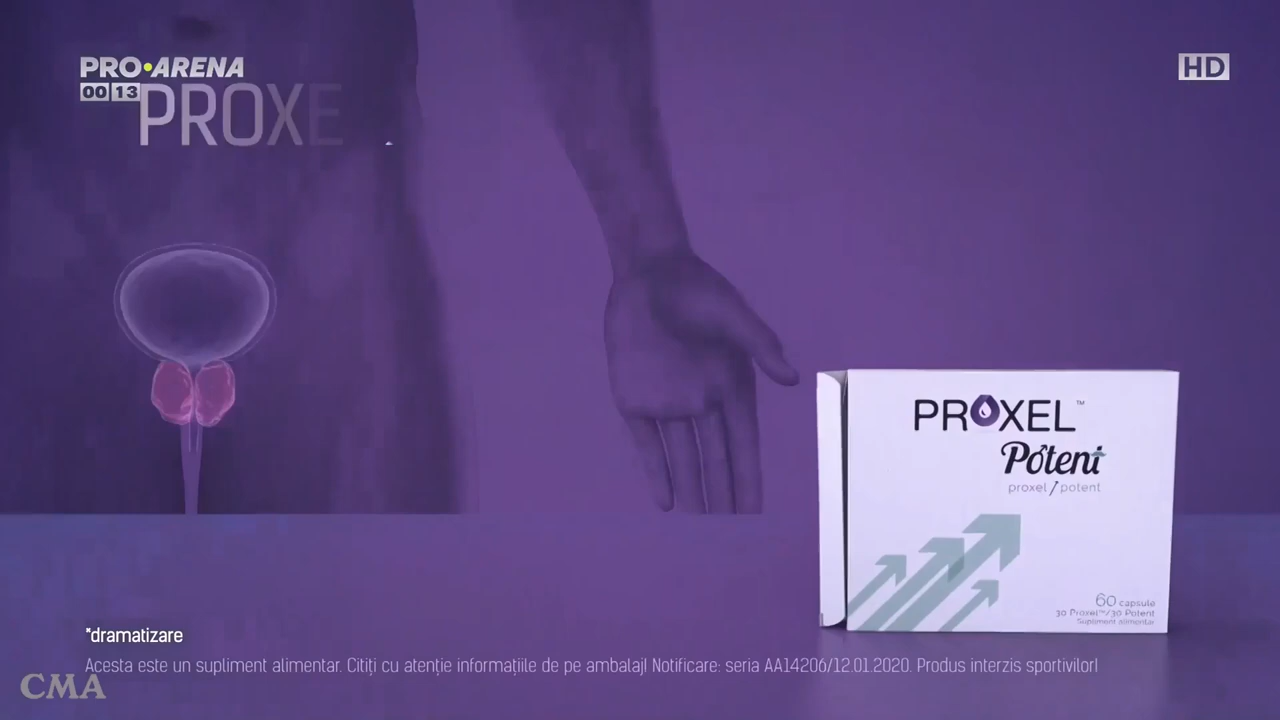 PRO•ARENA
00 13
PROXE
HD
PROXEL™
Potent
proxel / potent
60 capsule
30 Proxel™/30 Potent
Supliment alimentar
*dramatizare
Acesta este un supliment alimentar. Citiți cu atenție informațiile de pe ambalaj! Notificare: seria AA14206/12.01.2020. Produs interzis sportivilor!
CMA